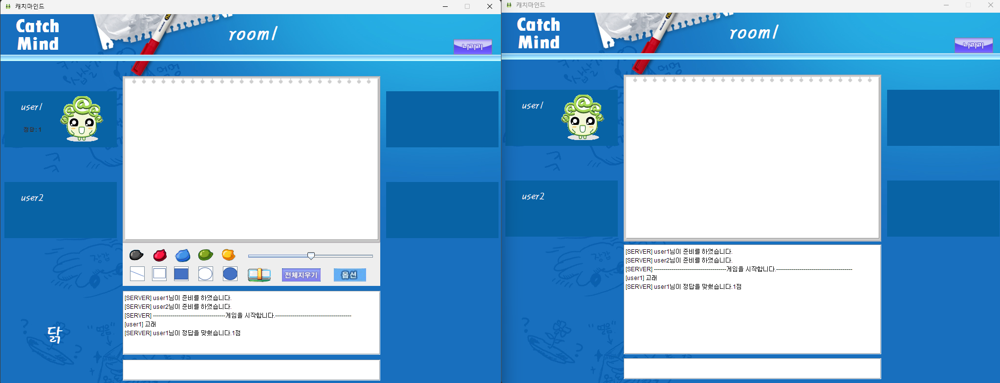 캐치마인드
Catch
Mind
room1
나가기
user1
정답:1
user2
전체지우기
옵션
[SERVER] user1님이 준비를 하였습니다.
[SERVER] user2님이 준비를 하였습니다.
[SERVER] -------------------------------------게임을 시작합니다.---------------------------------------
[user1] 고래
[SERVER] user1님이 정답을 맞췄습니다.1점
닭
캐치마인드
Catch
Mind
room1
나가기
user1
user2
[SERVER] user1님이 준비를 하였습니다.
[SERVER] user2님이 준비를 하였습니다.
[SERVER] -------------------------------------게임을 시작합니다.---------------------------------------
[user1] 고래
[SERVER] user1님이 정답을 맞췄습니다.1점